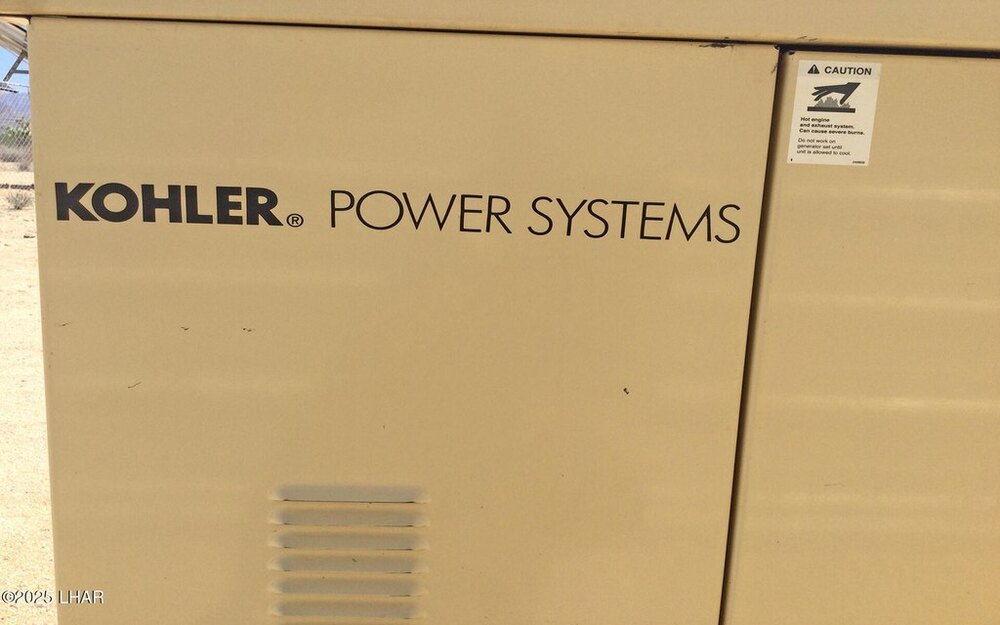 KOHLER® POWER SYSTEMS
⚠ CAUTION
Hot engine
and exhaust system.
Can cause severe burns.
Do not work on
generator set until
unit is allowed to cool.
©2025 LHAR